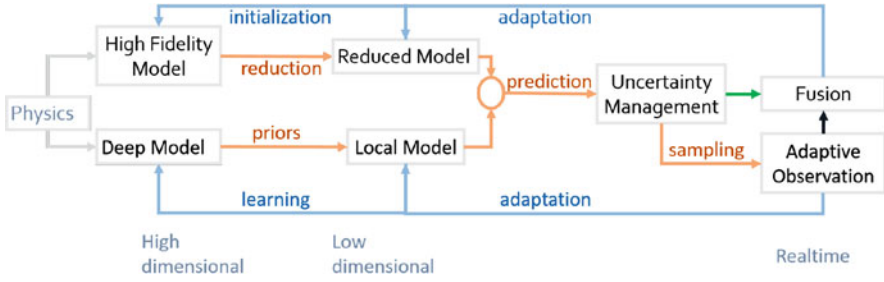 initialization
adaptation
High Fidelity
Model
reduction
Reduced Model
prediction
Uncertainty
Management
Fusion
Physics
Deep Model
priors
Local Model
sampling
Adaptive
Observation
learning
adaptation
High
dimensional
Low
dimensional
Realtime